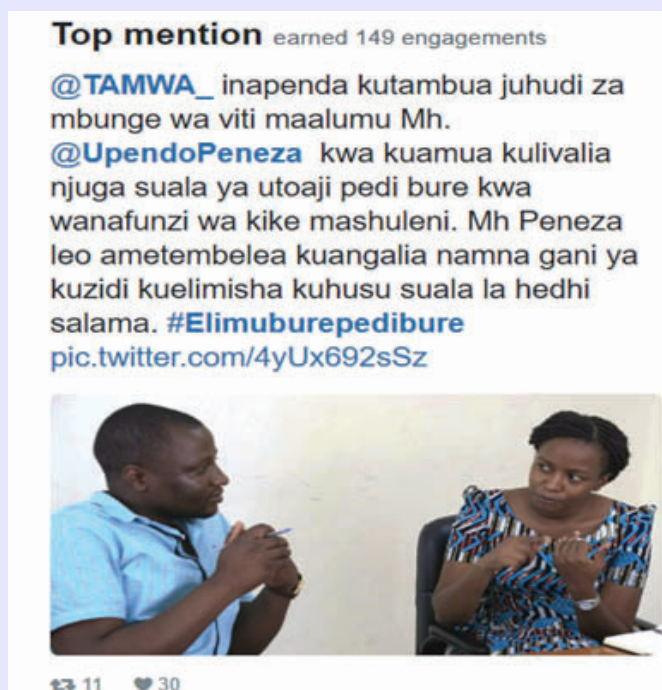 Top mention earned 149 engagements
@TAMWA_ inapenda kutambua juhudi za
mbunge wa viti maalumu Mh.
@UpendoPeneza kwa kuamua kulivalia
njuga suala ya utoaji pedi bure kwa
wanafunzi wa kike mashuleni. Mh Peneza
leo ametembelea kuangalia namna gani ya
kuzidi kuelimisha kuhusu suala la hedhi
salama. #Elimuburepedibure
pic.twitter.com/4yUx692sSz
11 30